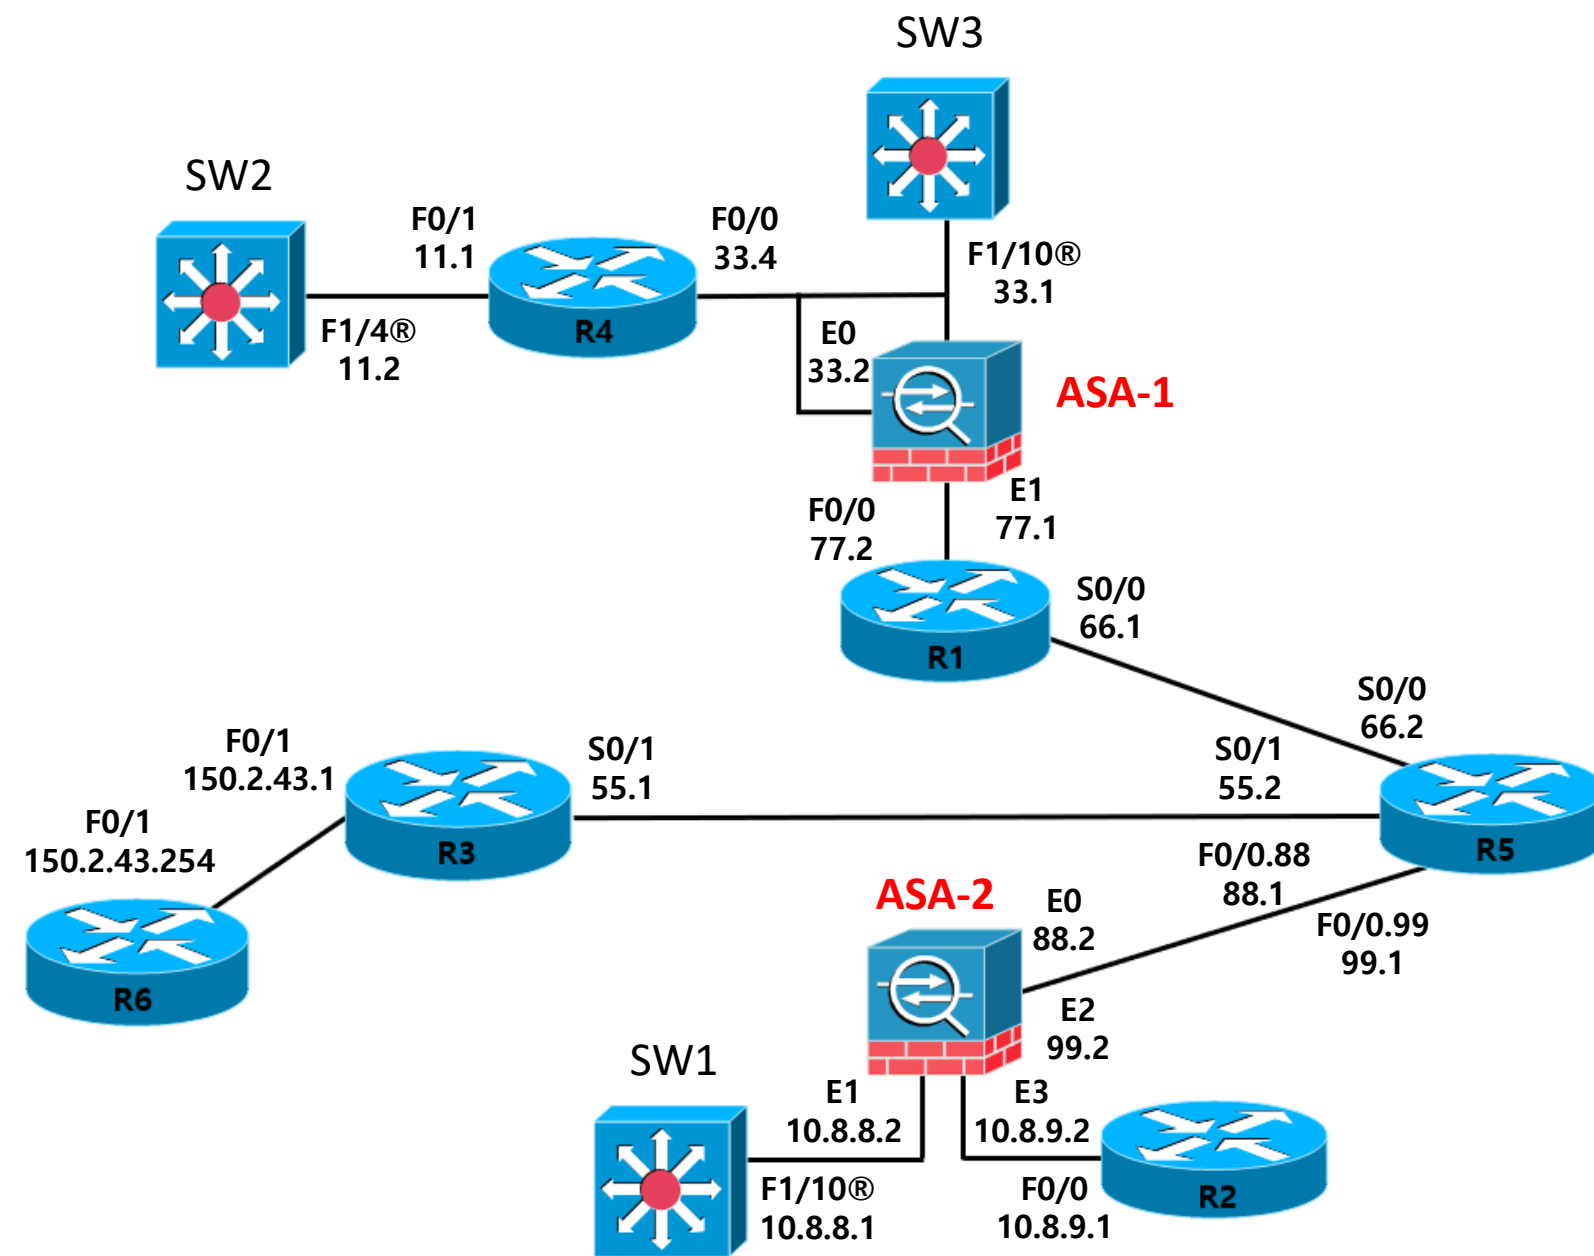 SW3
SW2
F0/1
11.1
F0/0
33.4
F1/10®
33.1
F1/4®
11.2
R4
E0
33.2
ASA-1
E1
77.1
F0/0
77.2
S0/0
66.1
R1
S0/0
66.2
F0/1
150.2.43.1
S0/1
55.1
S0/1
55.2
F0/1
150.2.43.254
R3
R5
F0/0.88
88.1
ASA-2
E0
88.2
F0/0.99
99.1
R6
E2
99.2
SW1
E1
10.8.8.2
E3
10.8.9.2
F1/10®
10.8.8.1
F0/0
10.8.9.1
R2